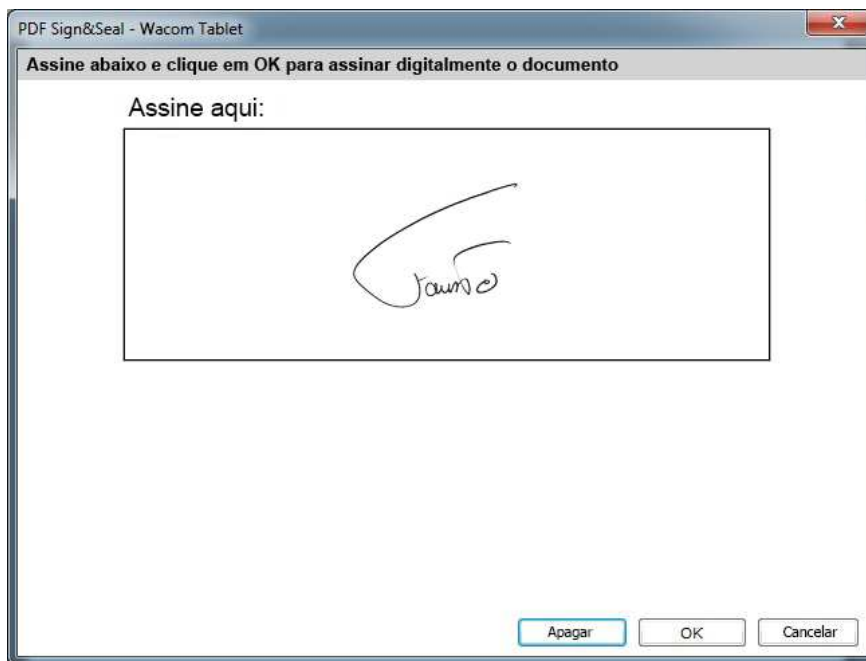 PDF Sign&Seal - Wacom Tablet
Assine abaixo e clique em OK para assinar digitalmente o documento
Assine aqui:
Fausto
Apagar OK Cancelar